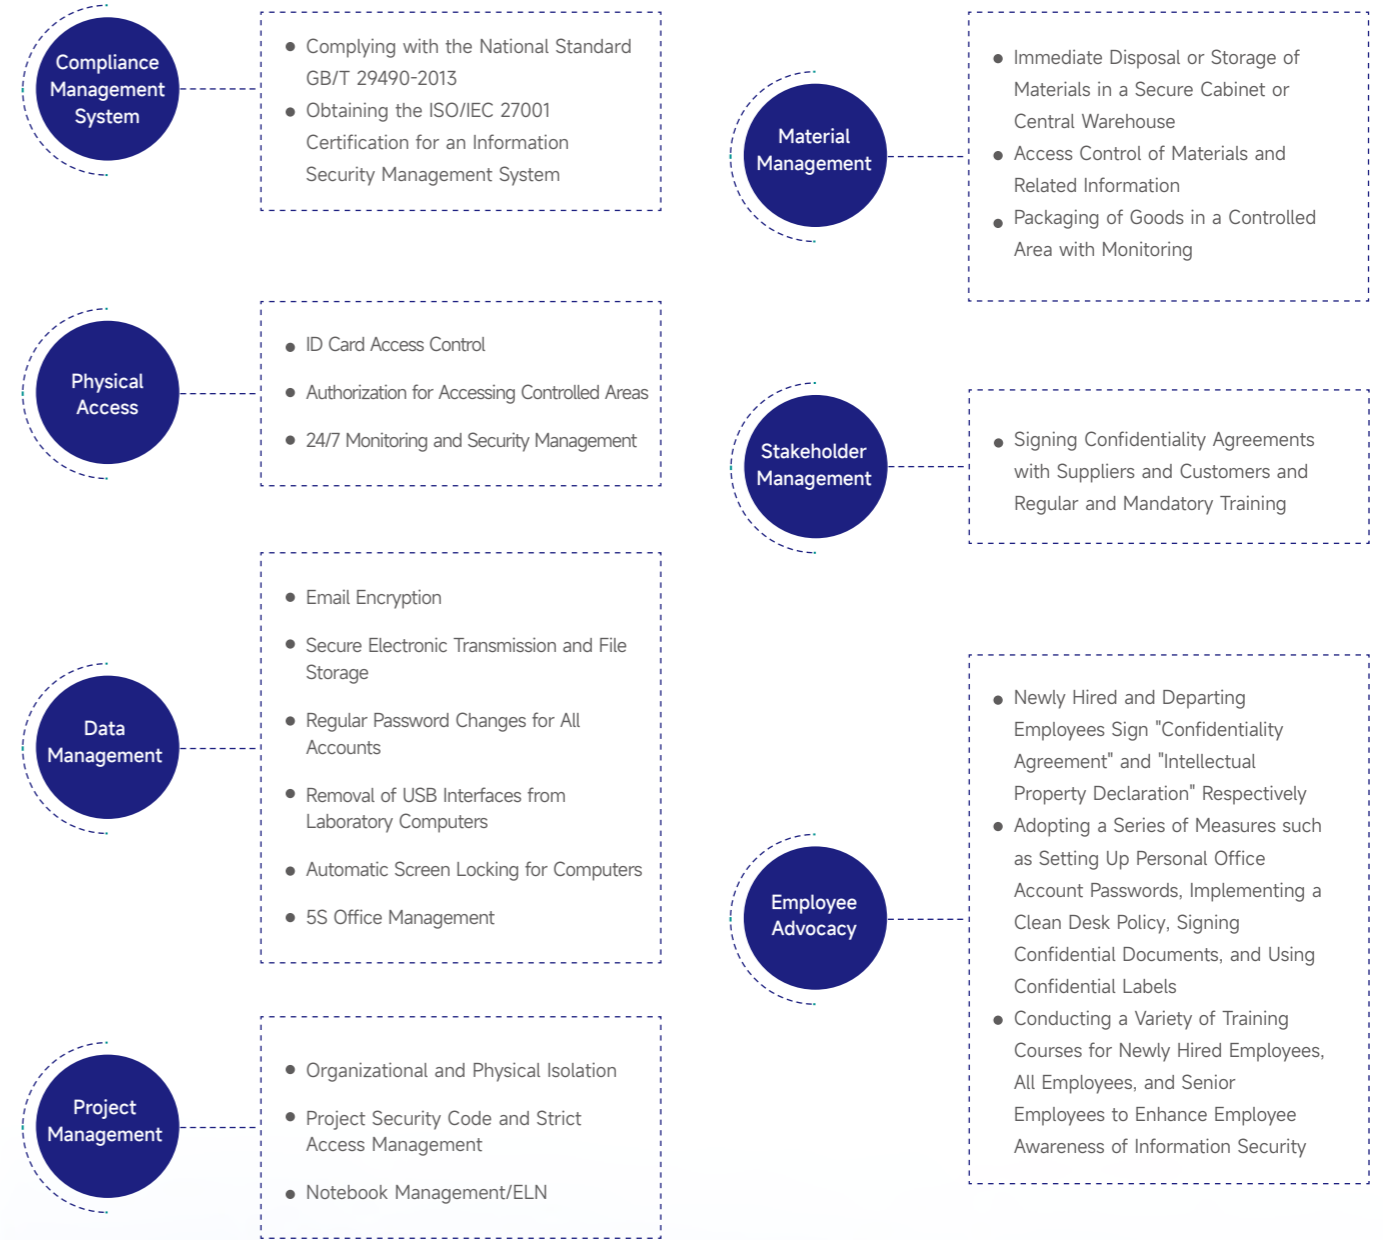 Compliance
Management
System
Complying with the National Standard
GB/T 29490-2013
Obtaining the ISO/IEC 27001
Certification for an Information
Security Management System
Physical
Access
ID Card Access Control
Authorization for Accessing Controlled Areas
24/7 Monitoring and Security Management
Data
Management
Email Encryption
Secure Electronic Transmission and File
Storage
Regular Password Changes for All
Accounts
Removal of USB Interfaces from
Laboratory Computers
Automatic Screen Locking for Computers
5S Office Management
Project
Management
Organizational and Physical Isolation
Project Security Code and Strict
Access Management
Notebook Management/ELN
Material
Management
Immediate Disposal or Storage of
Materials in a Secure Cabinet or
Central Warehouse
Access Control of Materials and
Related Information
Packaging of Goods in a Controlled
Area with Monitoring
Stakeholder
Management
Signing Confidentiality Agreements
with Suppliers and Customers and
Regular and Mandatory Training
Employee
Advocacy
Newly Hired and Departing
Employees Sign "Confidentiality
Agreement" and "Intellectual
Property Declaration" Respectively
Adopting a Series of Measures such
as Setting Up Personal Office
Account Passwords, Implementing a
Clean Desk Policy, Signing
Confidential Documents, and Using
Confidential Labels
Conducting a Variety of Training
Courses for Newly Hired Employees,
All Employees, and Senior
Employees to Enhance Employee
Awareness of Information Security